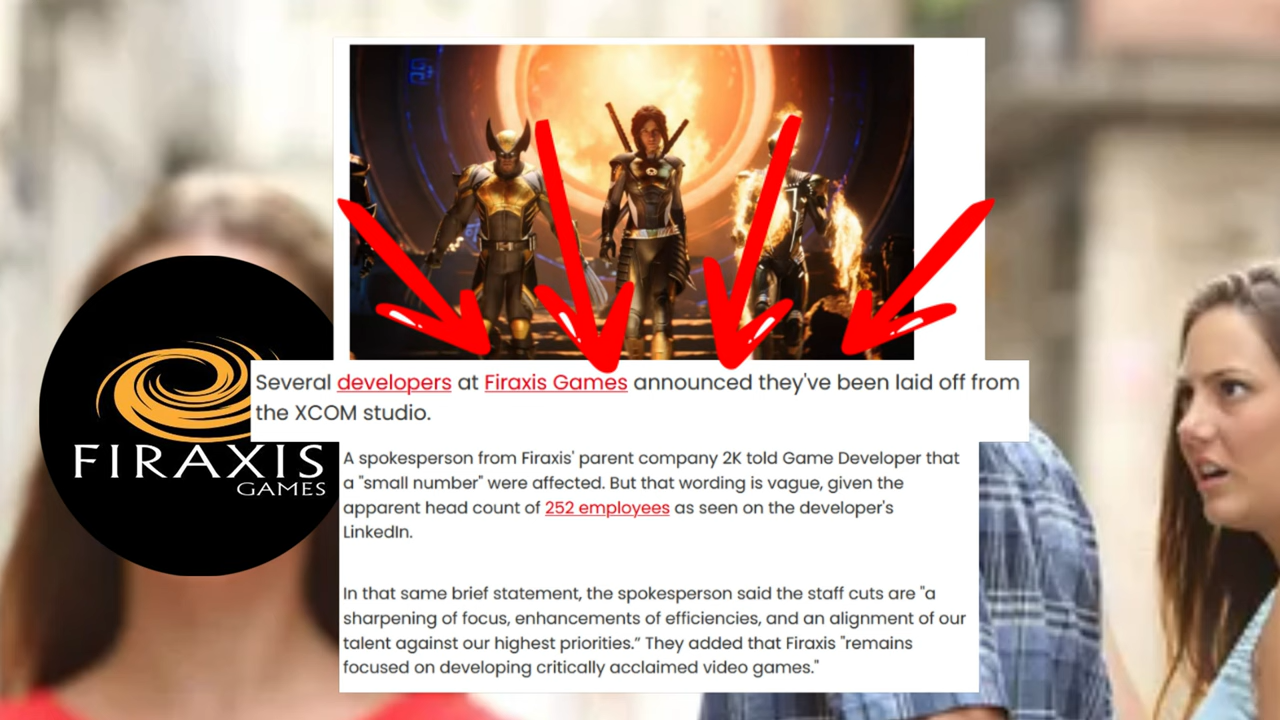 FIRAXIS
GAMES
Several developers at Firaxis Games announced they've been laid off from
the XCOM studio.
A spokesperson from Firaxis' parent company 2K told Game Developer that
a "small number" were affected. But that wording is vague, given the
apparent head count of 252 employees as seen on the developer's
LinkedIn.
In that same brief statement, the spokesperson said the staff cuts are "a
sharpening of focus, enhancements of efficiencies, and an alignment of our
talent against our highest priorities.” They added that Firaxis "remains
focused on developing critically acclaimed video games."